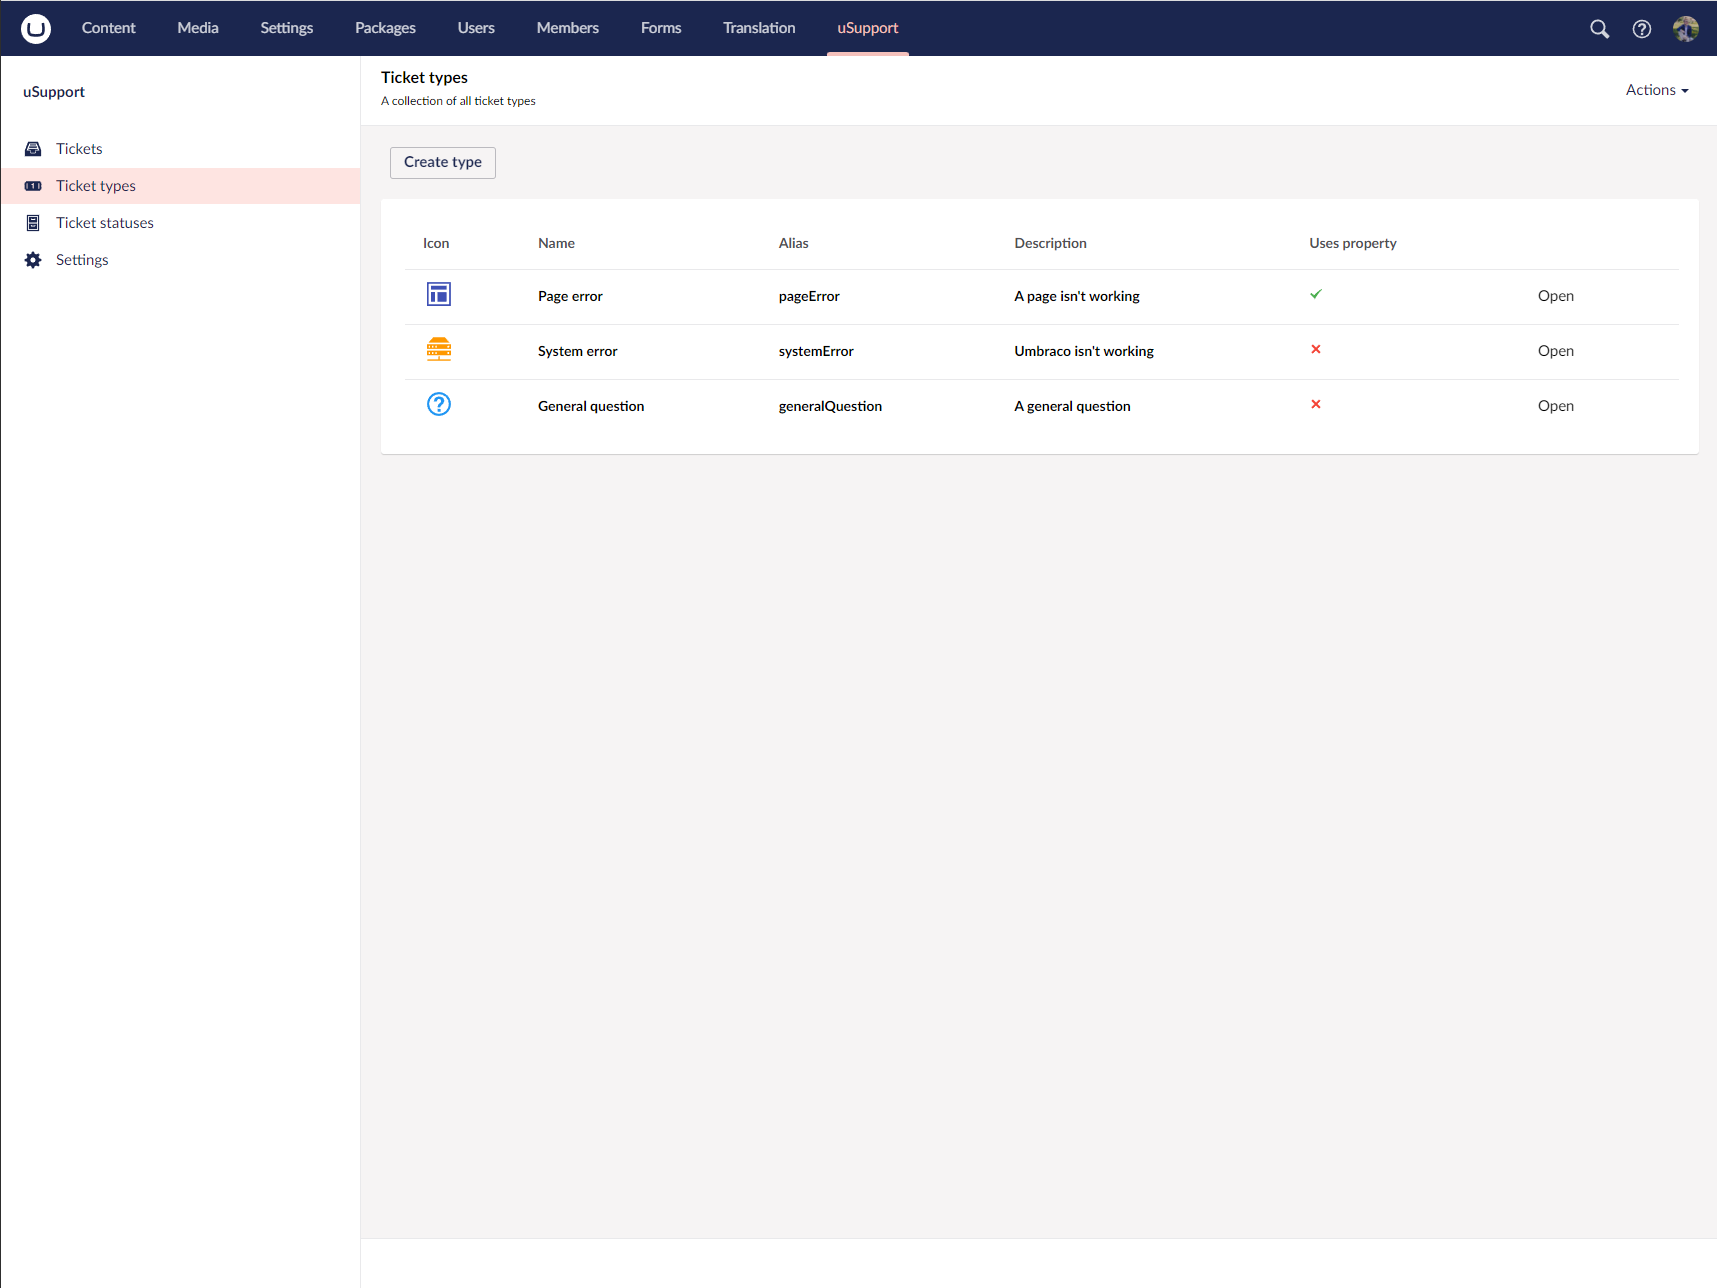 Content Media Settings Packages Users Members Forms Translation uSupport
uSupport
Tickets
Ticket types
Ticket statuses
Settings
Ticket types
A collection of all ticket types
Actions
Create type
Icon Name Alias Description Uses property
Page error pageError A page isn't working Open
System error systemError Umbraco isn't working Open
General question generalQuestion A general question Open